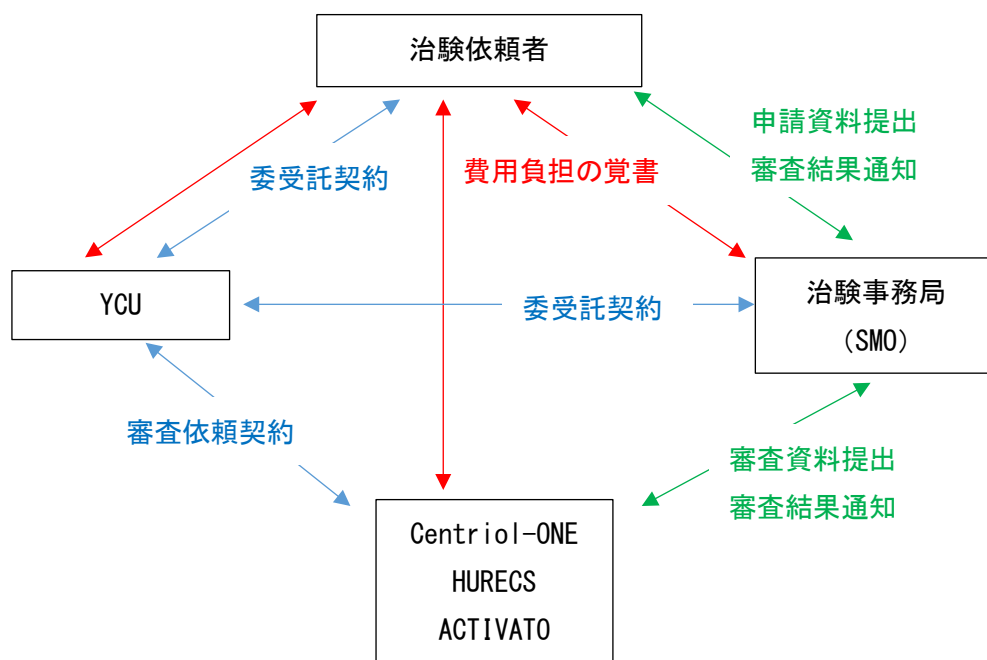 治験依頼者
申請資料提出
審査結果通知
委受託契約
費用負担の覚書
YCU
委受託契約
治験事務局
(SMO)
審査依頼契約
審査資料提出
審査結果通知
Centriol-ONE
HURECS
ACTIVATO